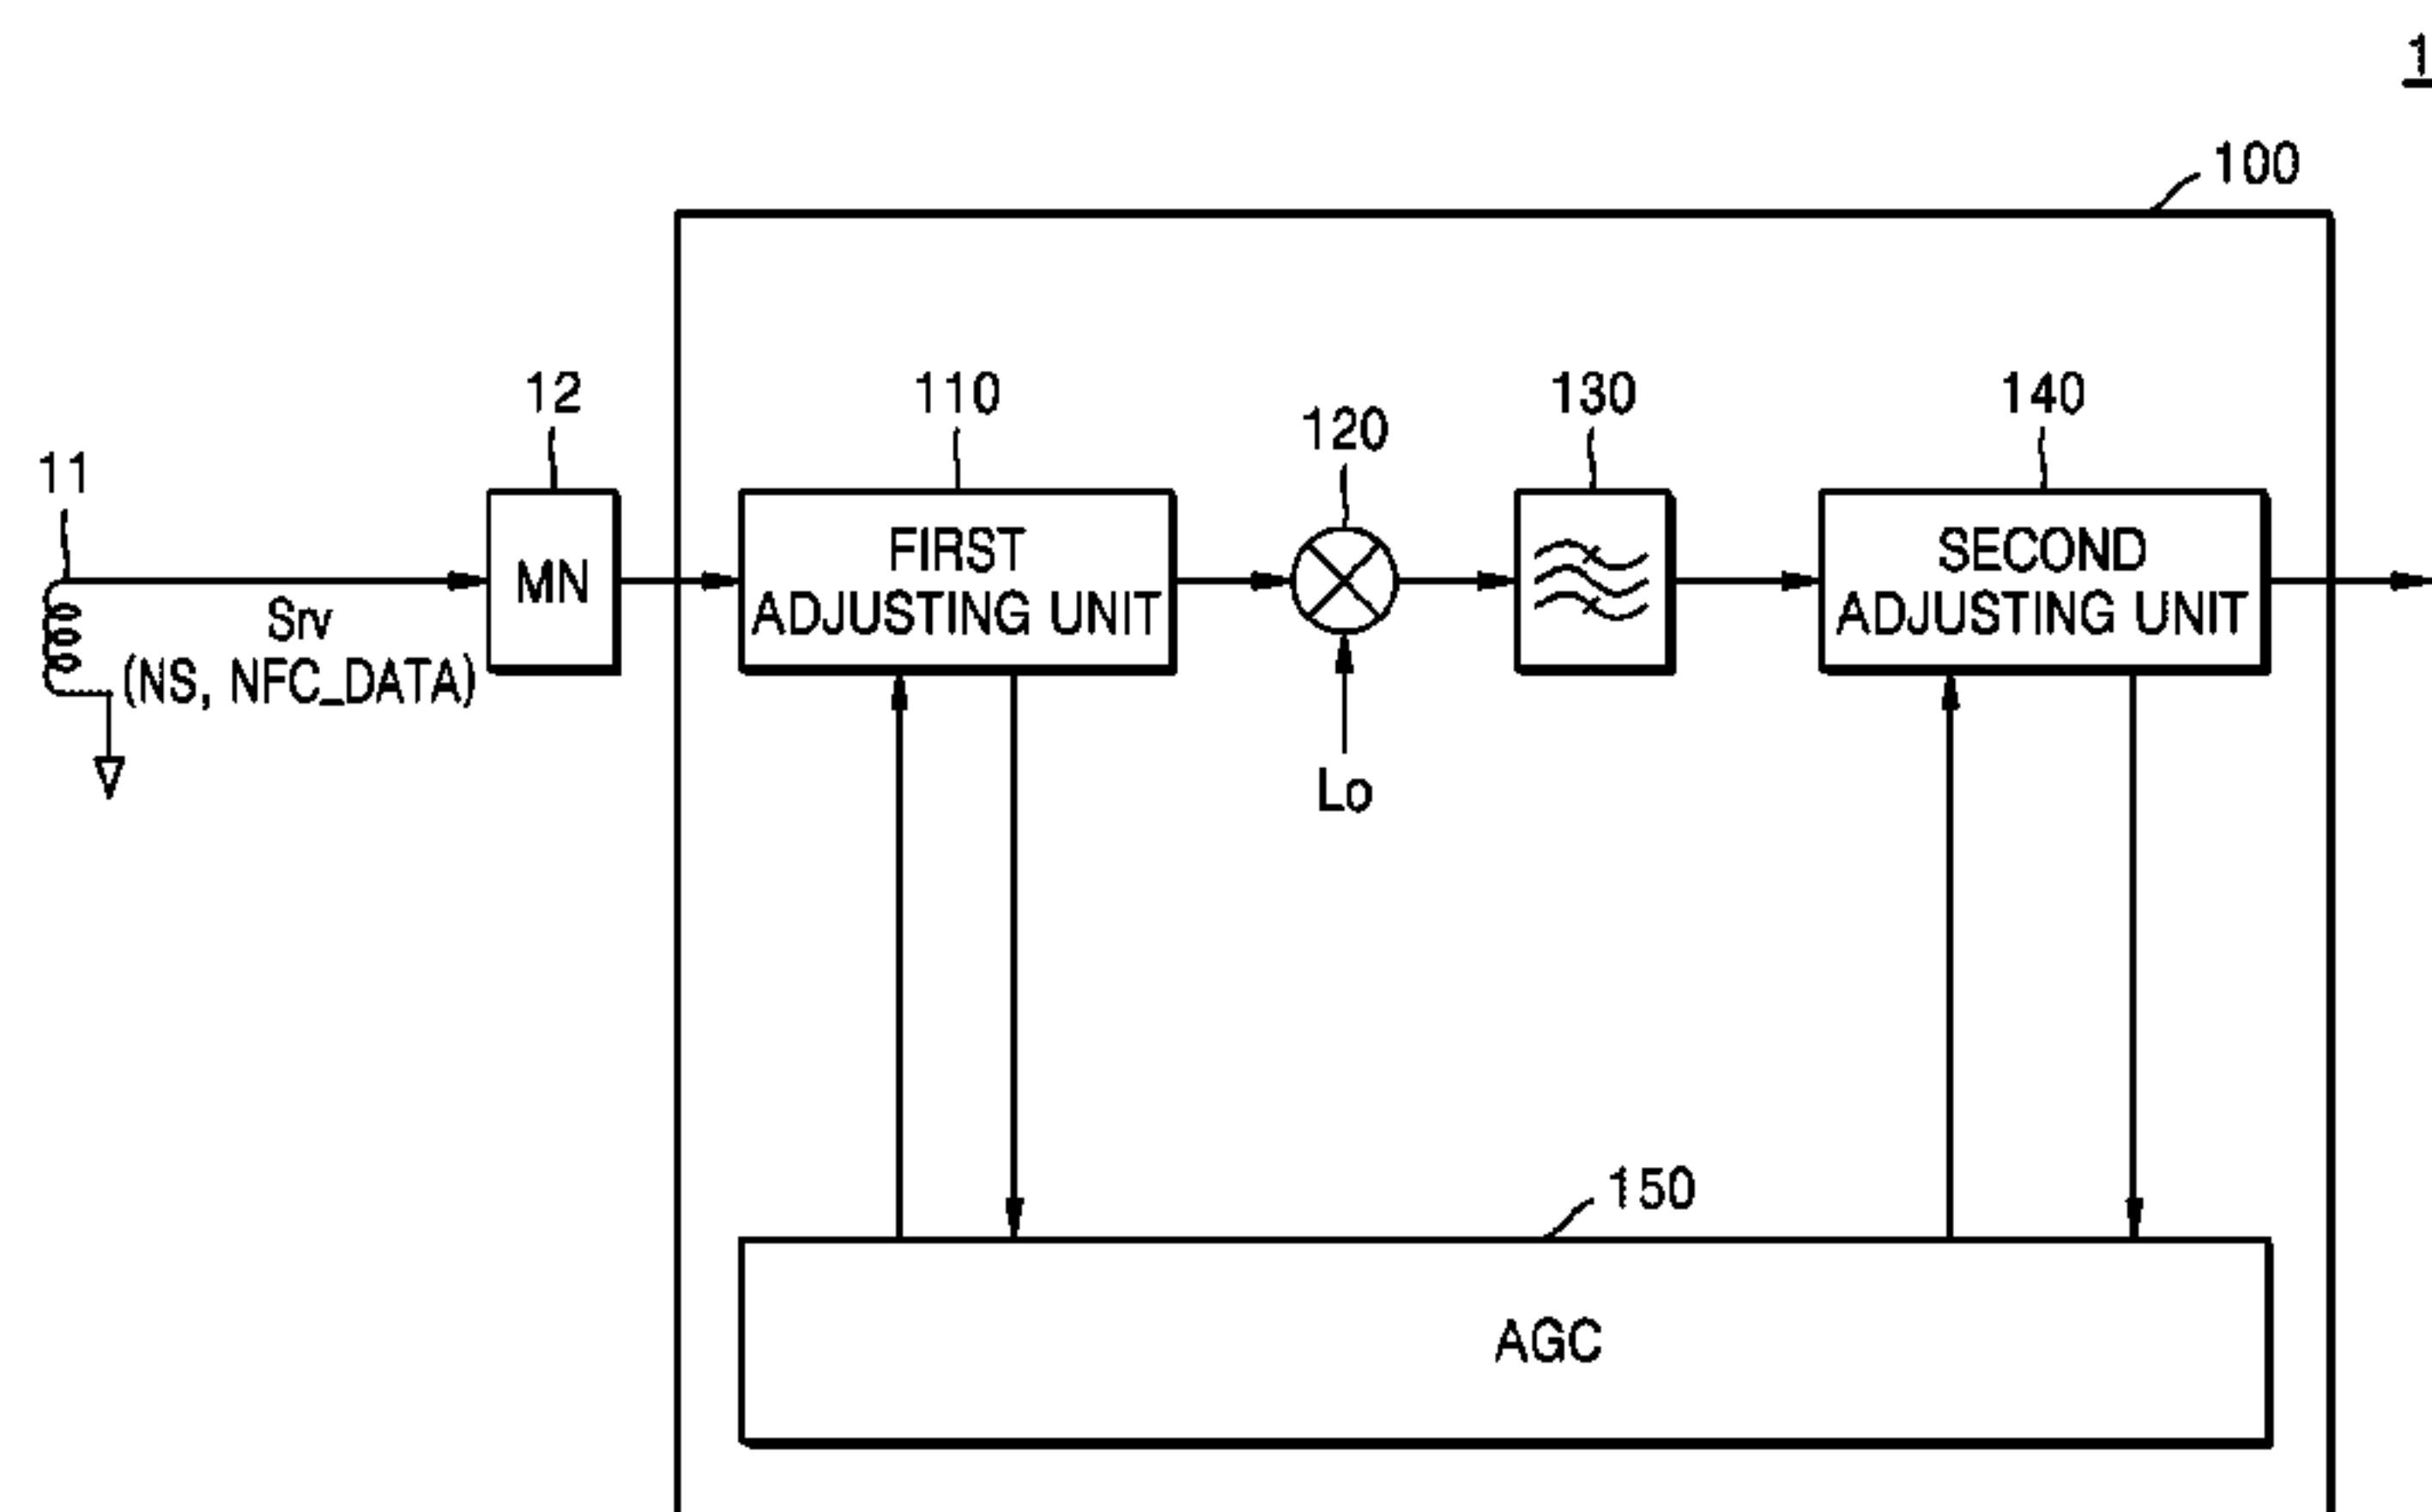 1
100
12
110
120
130
140
11
MN
FIRST
ADJUSTING UNIT
SECOND
ADJUSTING UNIT
Srv
(NS, NFC_DATA)
Lo
150
AGC